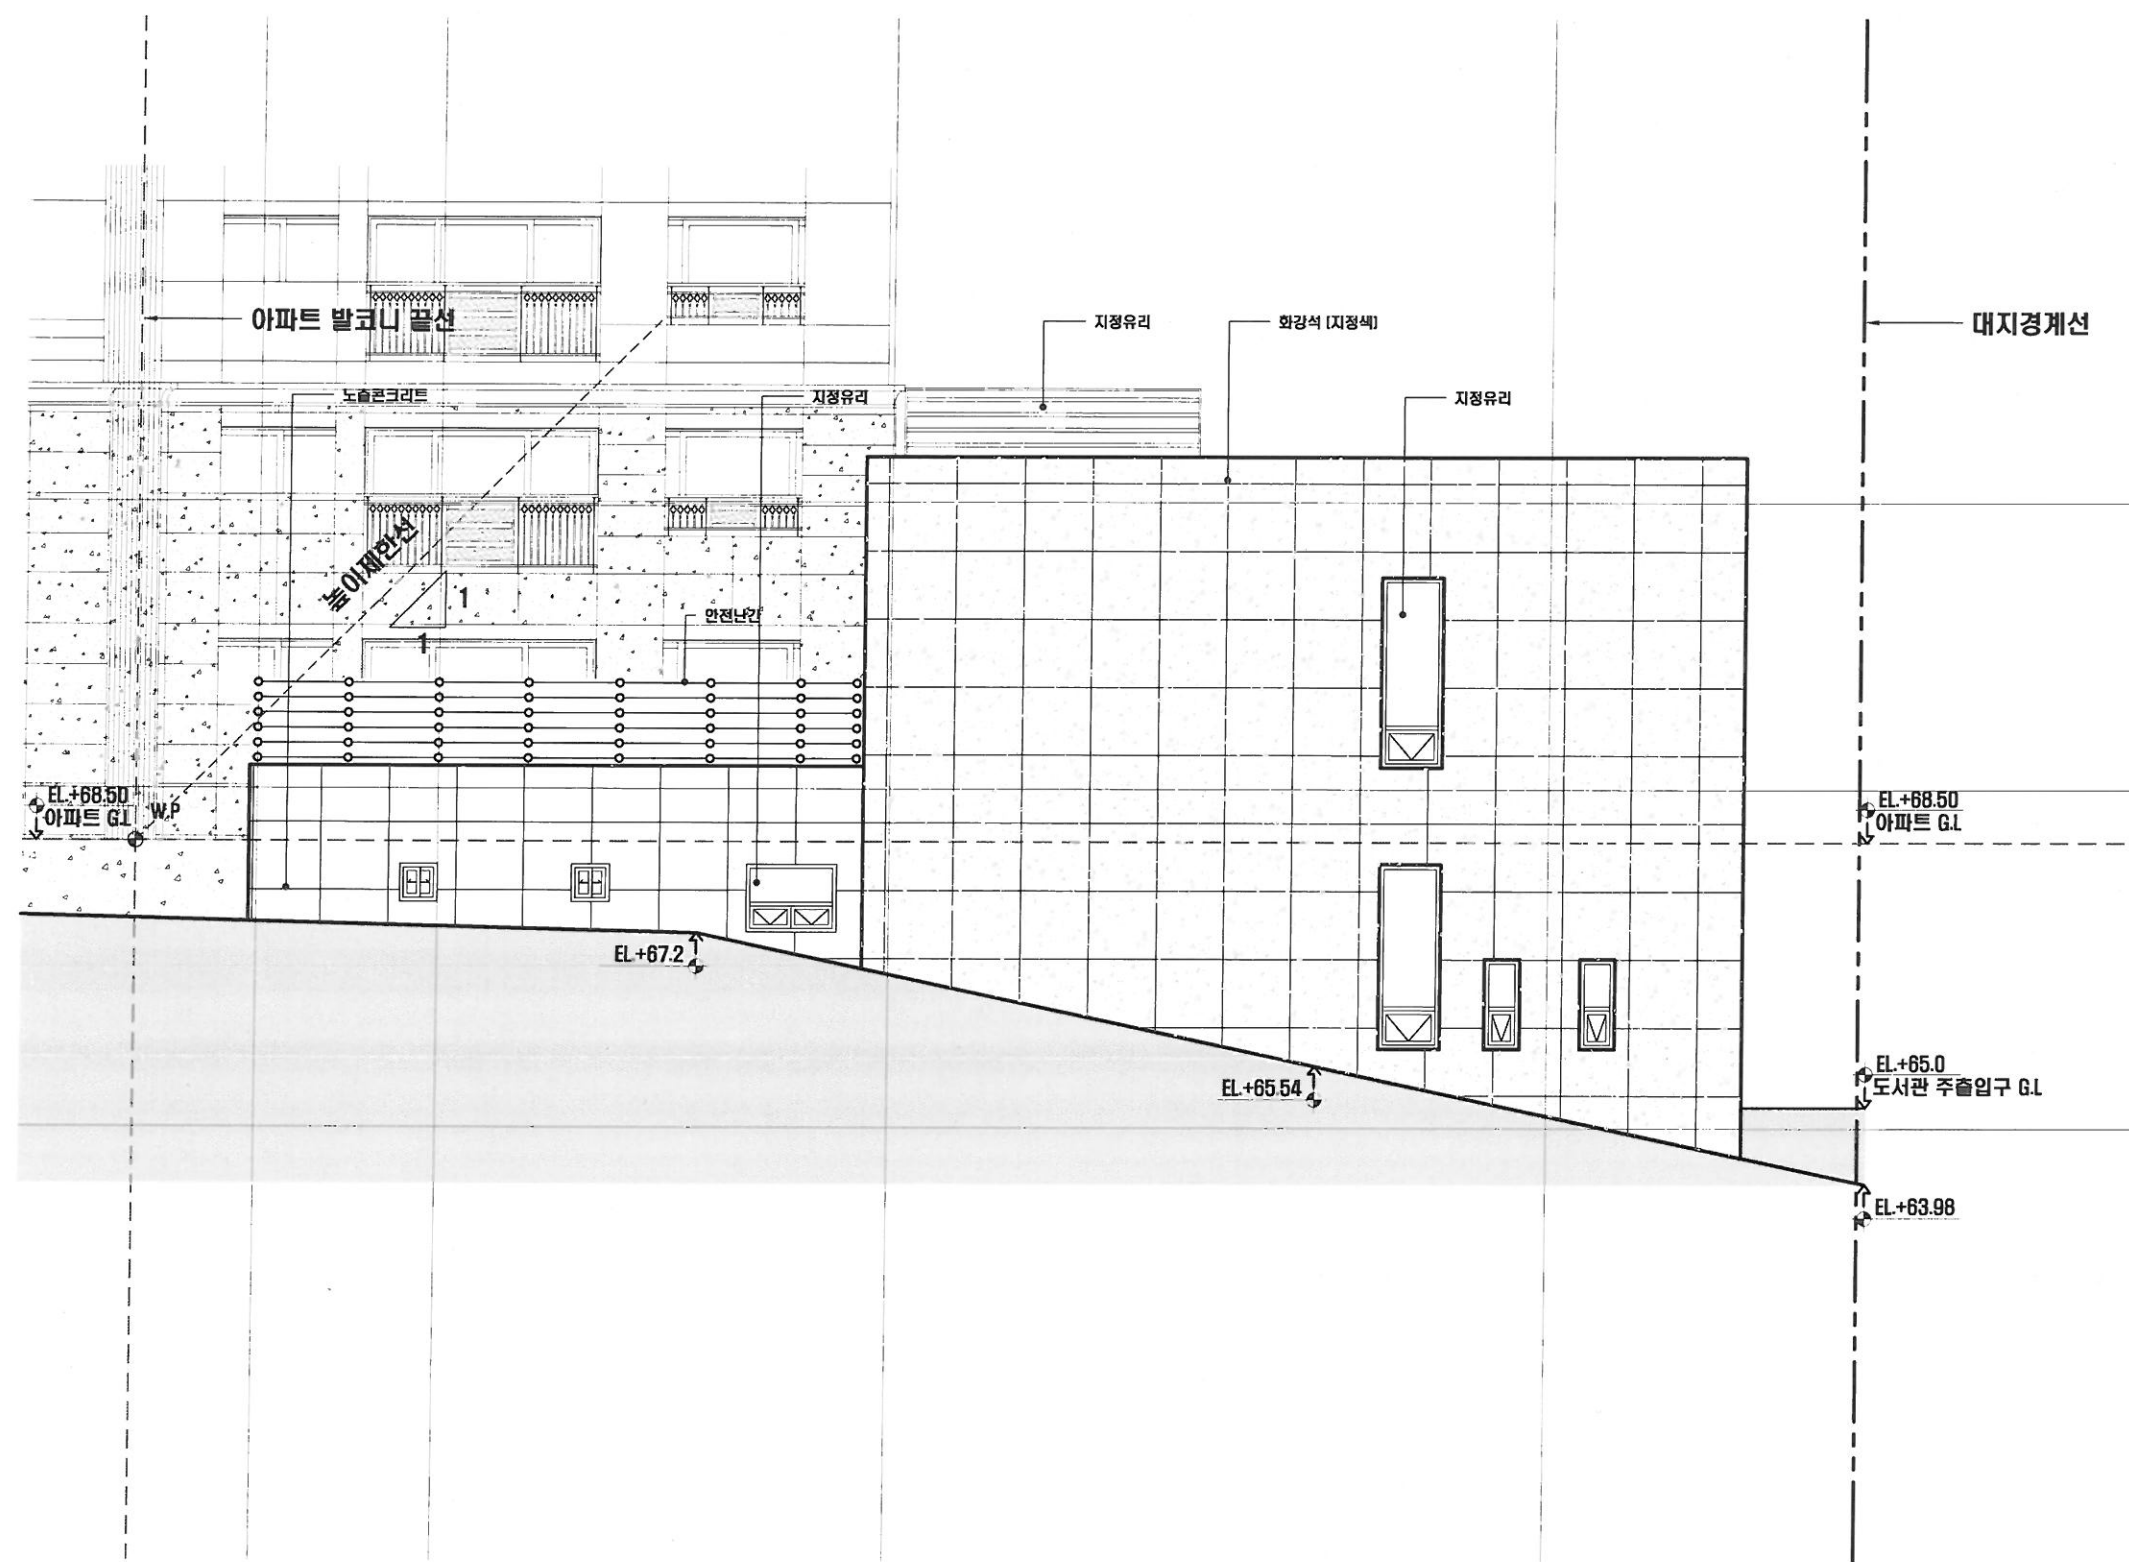 아파트 발코니 끝선
지정유리
화강석 [지정색]
대지경계선
노출콘크리트
지정유리
지정유리
높이제한선
1
1
안전난간
EL.+68.50
아파트 G.L
W.P
EL.+68.50
아파트 G.L
EL.+67.2
EL.+65.54
EL.+65.0
도서관 주출입구 G.L
EL.+63.98